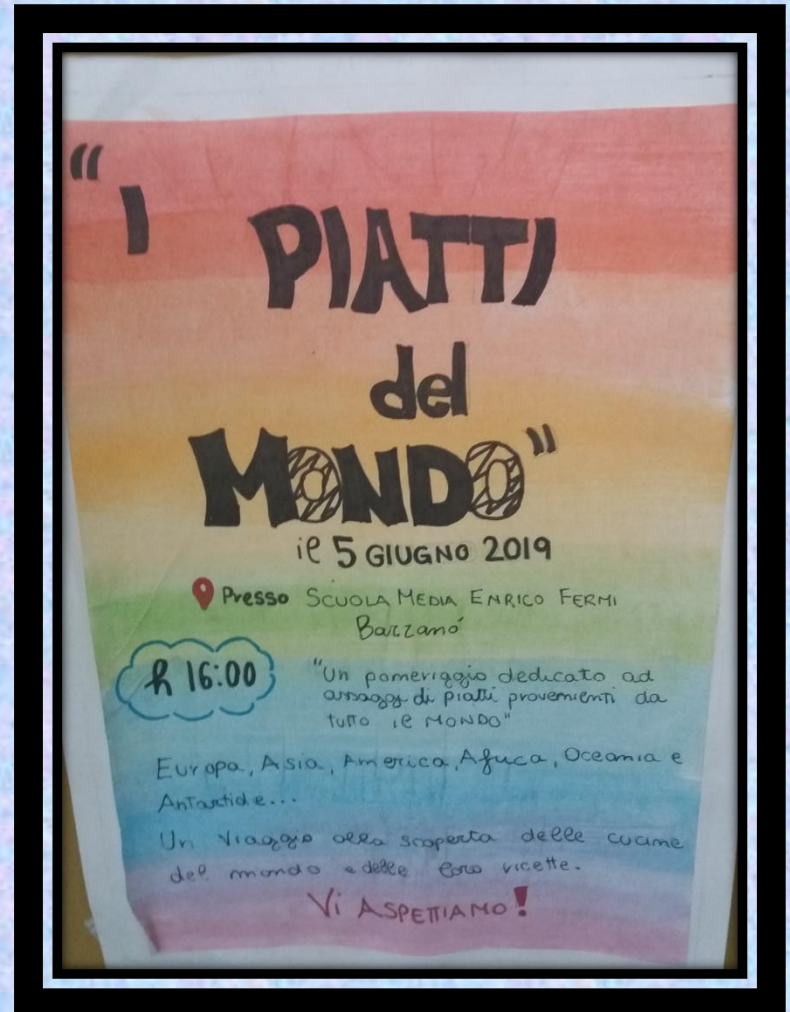 "I PIATTI
del
MONDO"
il 5 GIUGNO 2019
Presso SCUOLA MEDIA ENRICO FERMI
Barzanó
h 16:00
"Un pomeriggio dedicato ad
assaggi di piatti provenienti da
tutto il MONDO"
Europa, Asia, America, Africa, Oceania e
Antartide...
Un viaggio alla scoperta delle cucine
del mondo e delle loro ricette.
Vi ASPETTIAMO!